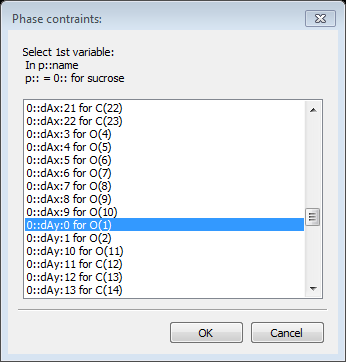 Phase contraints:
Select 1st variable:
In p::name
p:: = 0:: for sucrose
0::dAx:21 for C(22)
0::dAx:22 for C(23)
0::dAx:3 for O(4)
0::dAx:4 for O(5)
0::dAx:5 for O(6)
0::dAx:6 for O(7)
0::dAx:7 for O(8)
0::dAx:8 for O(9)
0::dAx:9 for O(10)
0::dAy:0 for O(1)
0::dAy:1 for O(2)
0::dAy:10 for O(11)
0::dAy:11 for C(12)
0::dAy:12 for C(13)
0::dAy:13 for C(14)
OK
Cancel